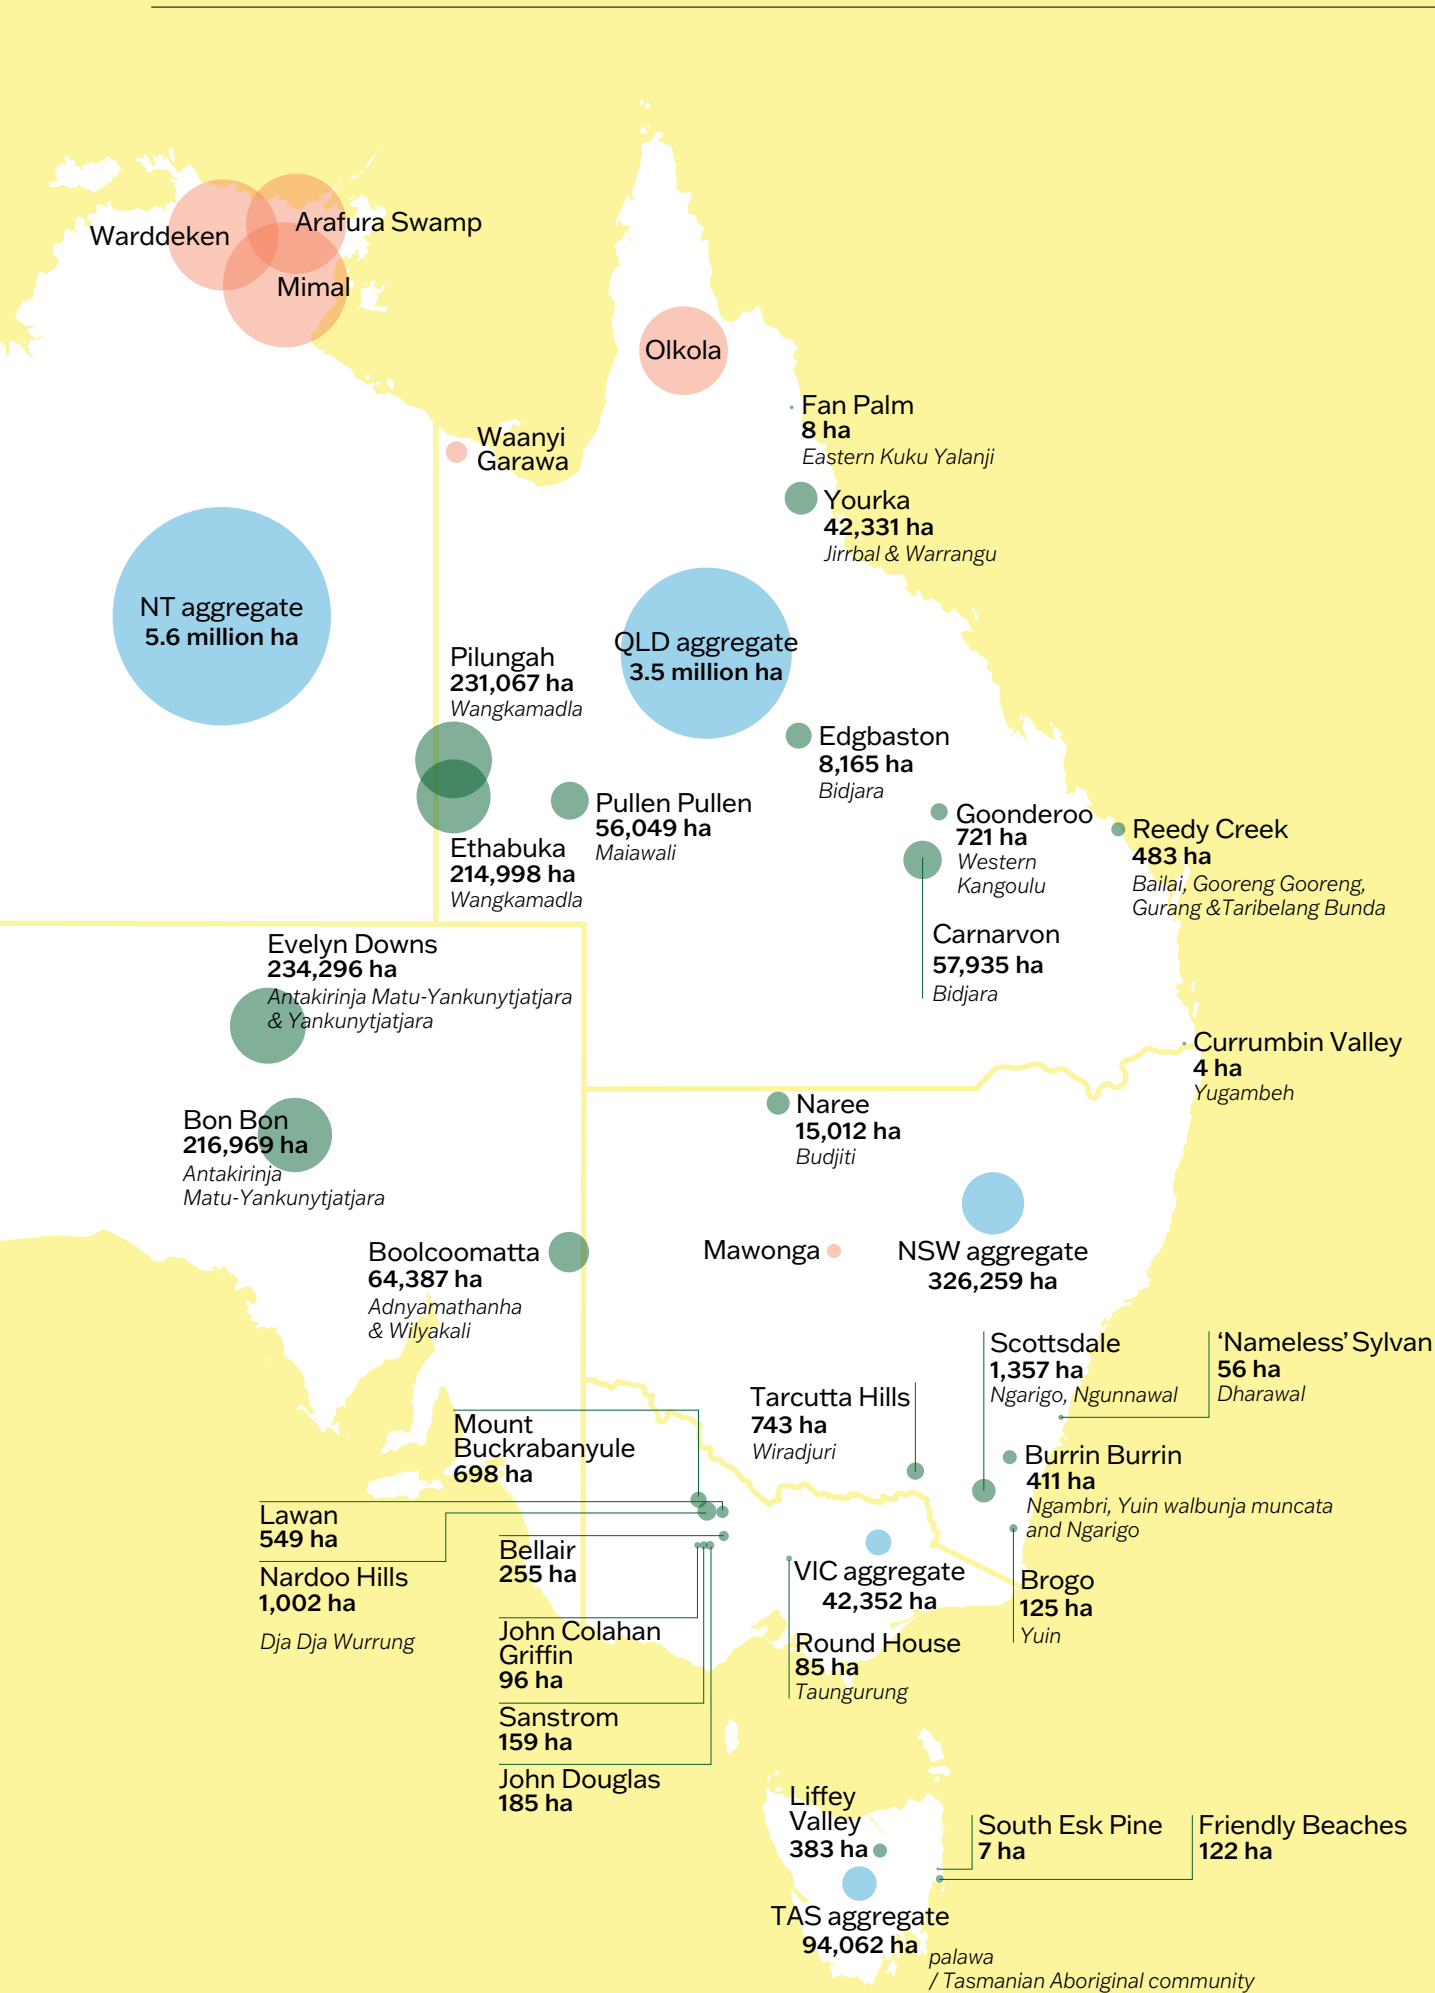 Warddeken
Arafura Swamp
Mimal
Olkola
Fan Palm
8 ha
Eastern Kuku Yalanji
Waanyi
Garawa
Yourka
42,331 ha
Jirrbal & Warrangu
NT aggregate
5.6 million ha
QLD aggregate
3.5 million ha
Pilungah
231,067 ha
Wangkamadla
Edgbaston
8,165 ha
Bidjara
Pullen Pullen
56,049 ha
Maiawali
Goonderoo
721 ha
Western
Kangoulu
Reedy Creek
483 ha
Bailai, Gooreng Gooreng,
Gurang &Taribelang Bunda
Ethabuka
214,998 ha
Wangkamadla
Carnarvon
57,935 ha
Bidjara
Evelyn Downs
234,296 ha
Antakirinja Matu-Yankunytjatjara
& Yankunytjatjara
Currumbin Valley
4 ha
Yugambeh
Naree
15,012 ha
Budjiti
Bon Bon
216,969 ha
Antakirinja
Matu-Yankunytjatjara
Boolcoomatta
64,387 ha
Adnyamathanha
& Wilyakali
Mawonga
NSW aggregate
326,259 ha
Scottsdale
1,357 ha
Ngarigo, Ngunnawal
‘Nameless’ Sylvan
56 ha
Dharawal
Tarcutta Hills
743 ha
Wiradjuri
Mount
Buckrabanyule
698 ha
Burrin Burrin
411 ha
Ngambri, Yuin walbunja muncata
and Ngarigo
Lawan
549 ha
Bellair
255 ha
Nardoo Hills
1,002 ha
Dja Dja Wurrung
VIC aggregate
42,352 ha
Brogo
125 ha
Yuin
John Colahan
Griffin
96 ha
Round House
85 ha
Taungurung
Sanstrom
159 ha
John Douglas
185 ha
Liffey
Valley
383 ha
South Esk Pine
7 ha
Friendly Beaches
122 ha
TAS aggregate
94,062 ha
palawa
/ Tasmanian Aboriginal community